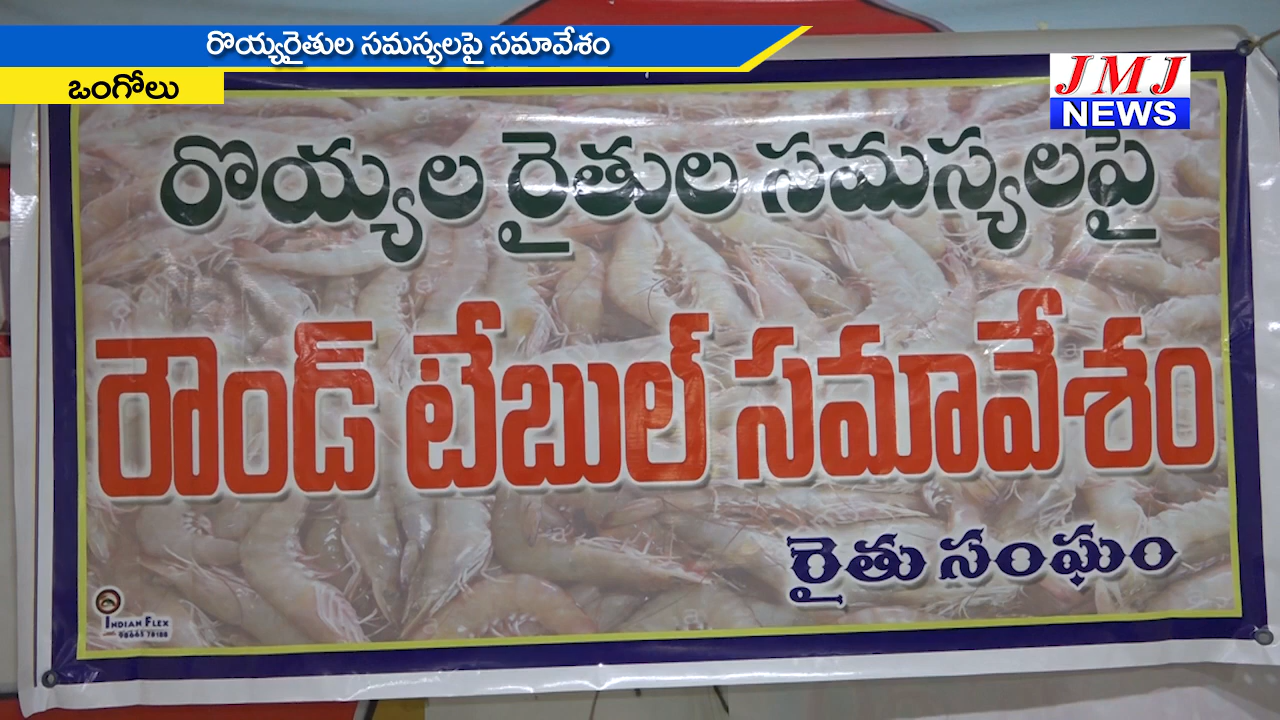 రొయ్యరైతుల సమస్యలపై సమావేశం
ఒంగోలు
JMJ
NEWS
రొయ్యల రైతుల సమస్యలపై
రౌండ్ టేబుల్ సమావేశం
రైతు సంఘం
INDIAN FLEX